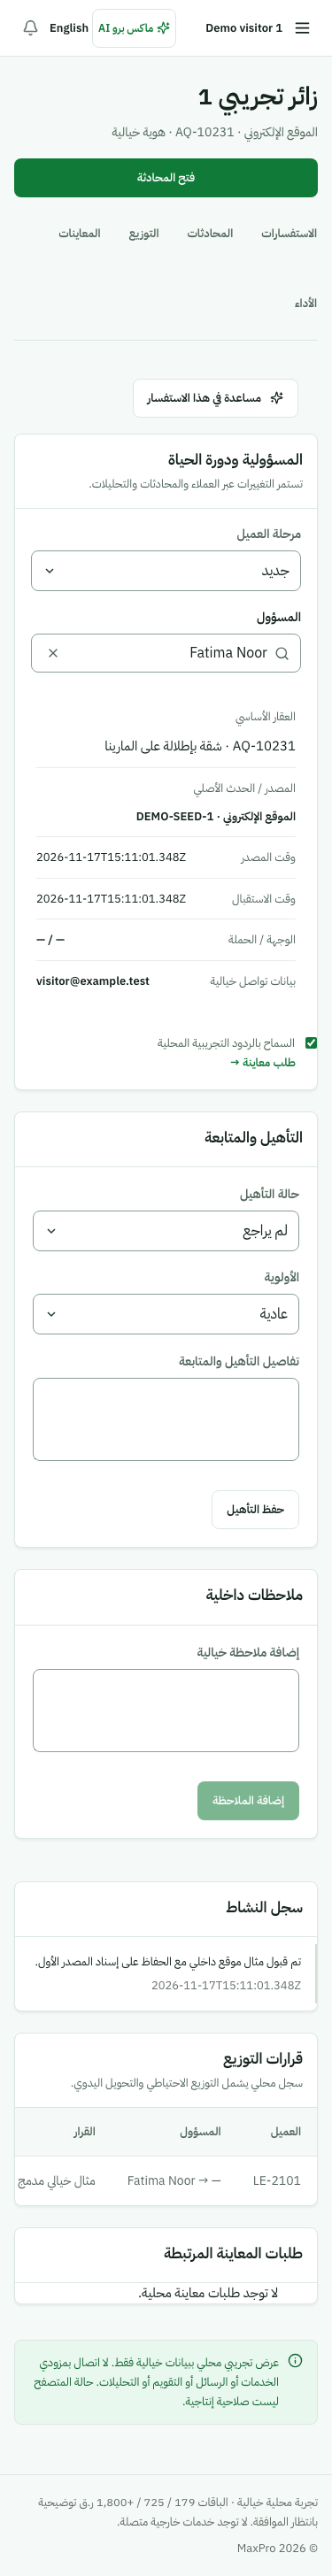 Demo visitor 1
ماكس برو AI
English
زائر تجريبي 1
الموقع الإلكتروني · AQ-10231 · هوية خيالية
فتح المحادثة
الاستفسارات
المحادثات
التوزيع
المعاينات
الأداء
مساعدة في هذا الاستفسار
المسؤولية ودورة الحياة
تستمر التغييرات عبر العملاء والمحادثات والتحليلات.
مرحلة العميل
جديد
المسؤول
Fatima Noor
العقار الأساسي
AQ-10231 · شقة بإطلالة على المارينا
المصدر / الحدث الأصلي
الموقع الإلكتروني · DEMO-SEED-1
وقت المصدر
2026-11-17T15:11:01.348Z
وقت الاستقبال
2026-11-17T15:11:01.348Z
الوجهة / الحملة
— / —
بيانات تواصل خيالية
visitor@example.test
السماح بالردود التجريبية المحلية
طلب معاينة →
التأهيل والمتابعة
حالة التأهيل
لم يراجع
الأولوية
عادية
تفاصيل التأهيل والمتابعة
حفظ التأهيل
ملاحظات داخلية
إضافة ملاحظة خيالية
إضافة الملاحظة
سجل النشاط
تم قبول مثال موقع داخلي مع الحفاظ على إسناد المصدر الأول.
2026-11-17T15:11:01.348Z
قرارات التوزيع
سجل محلي يشمل التوزيع الاحتياطي والتحويل اليدوي.
العميل
المسؤول
القرار
LE-2101
— → Fatima Noor
مثال خيالي مدمج
طلبات المعاينة المرتبطة
لا توجد طلبات معاينة محلية.
عرض تجريبي محلي ببيانات خيالية فقط. لا اتصال بمزودي
الخدمات أو الرسائل أو التقويم أو التحليلات. حالة المتصفح
ليست صلاحية إنتاجية.
تجربة محلية خيالية · الباقات 179 / 725 / +1,800 ر.ق توضيحية
بانتظار الموافقة. لا توجد خدمات خارجية متصلة.
© 2026 MaxPro